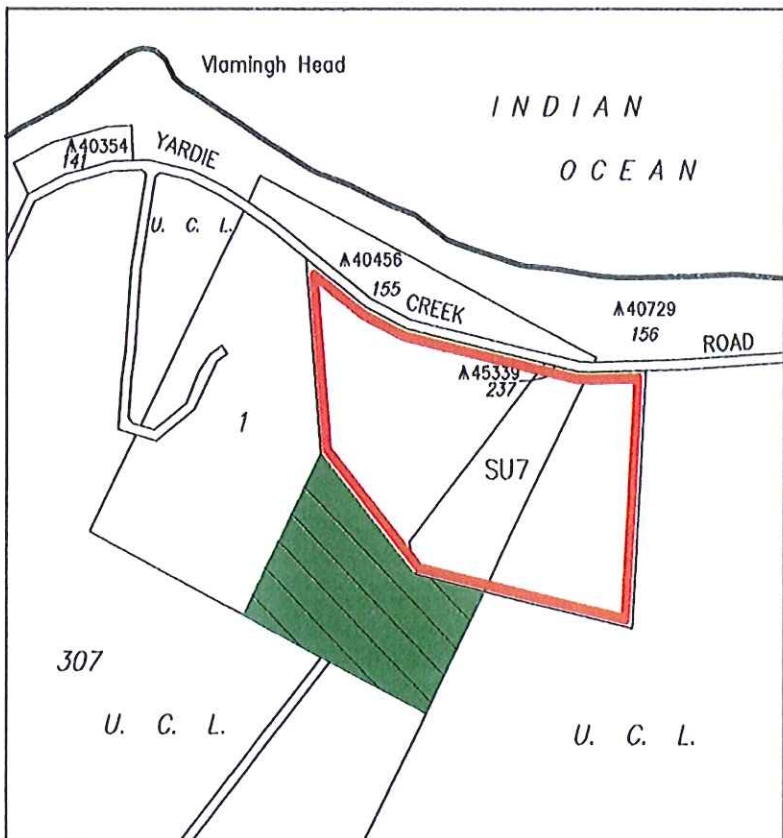 Vlamingh Head
INDIAN
OCEAN
40354
141
YARDIE
U. C. L.
40456
155
CREEK
40729
156
ROAD
45339
237
1
SU7
307
U. C. L.
U. C. L.